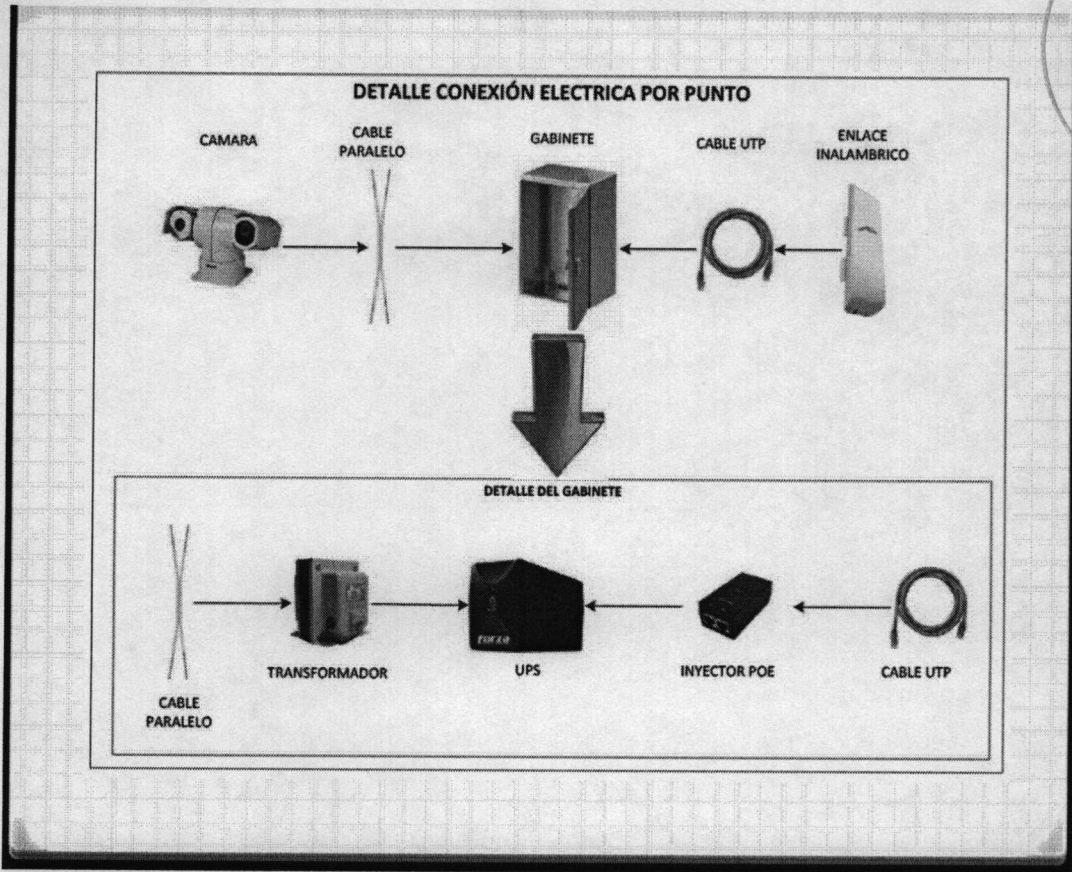 DETALLE CONEXIÓN ELECTRICA POR PUNTO
CAMARA
CABLE
PARALELO
GABINETE
CABLE UTP
ENLACE
INALAMBRICO
DETALLE DEL GABINETE
CABLE
PARALELO
TRANSFORMADOR
forza
UPS
INYECTOR POE
CABLE UTP